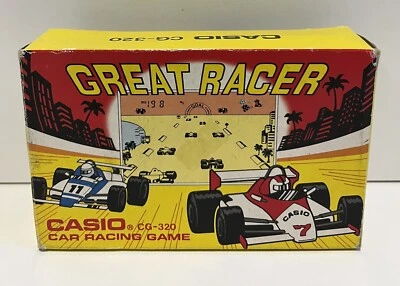 CASIO CG-320
GREAT RACER
198
GOAL
11
CASIO
7
CASIO® CG-320
CAR RACING GAME